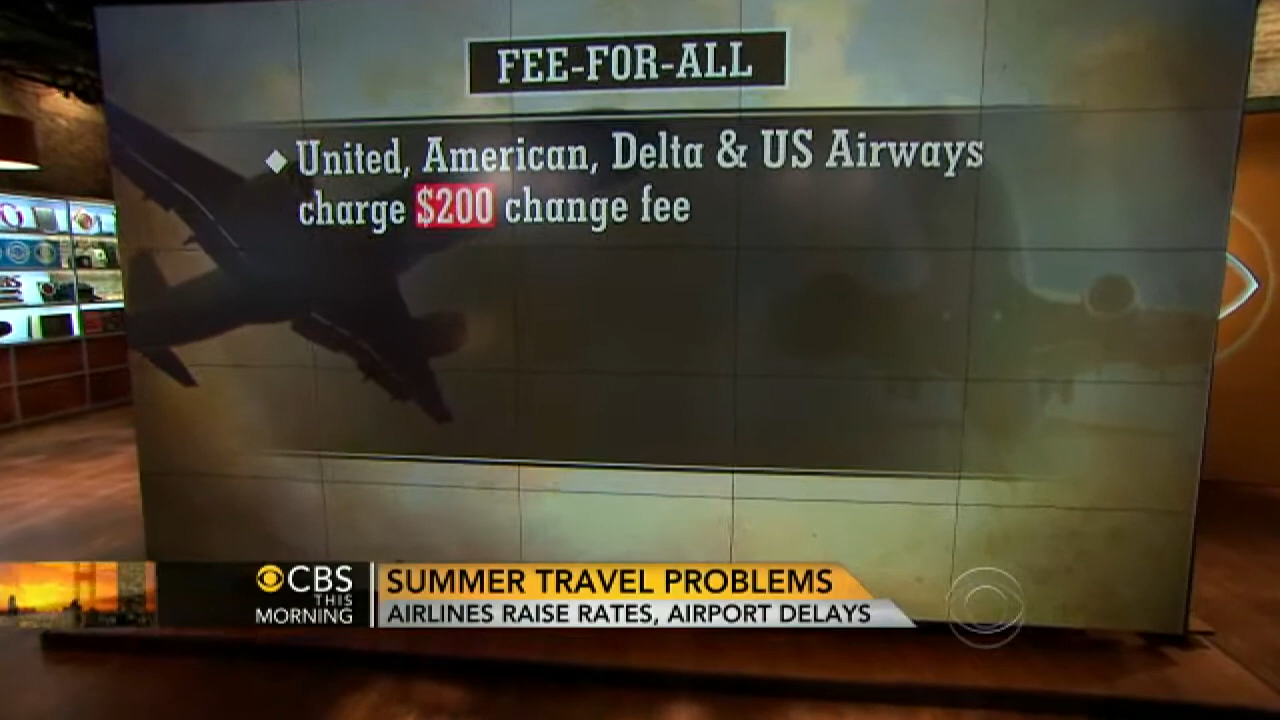 FEE-FOR-ALL
◆ United, American, Delta & US Airways
charge $200 change fee
CBS
THIS
MORNING
SUMMER TRAVEL PROBLEMS
AIRLINES RAISE RATES, AIRPORT DELAYS